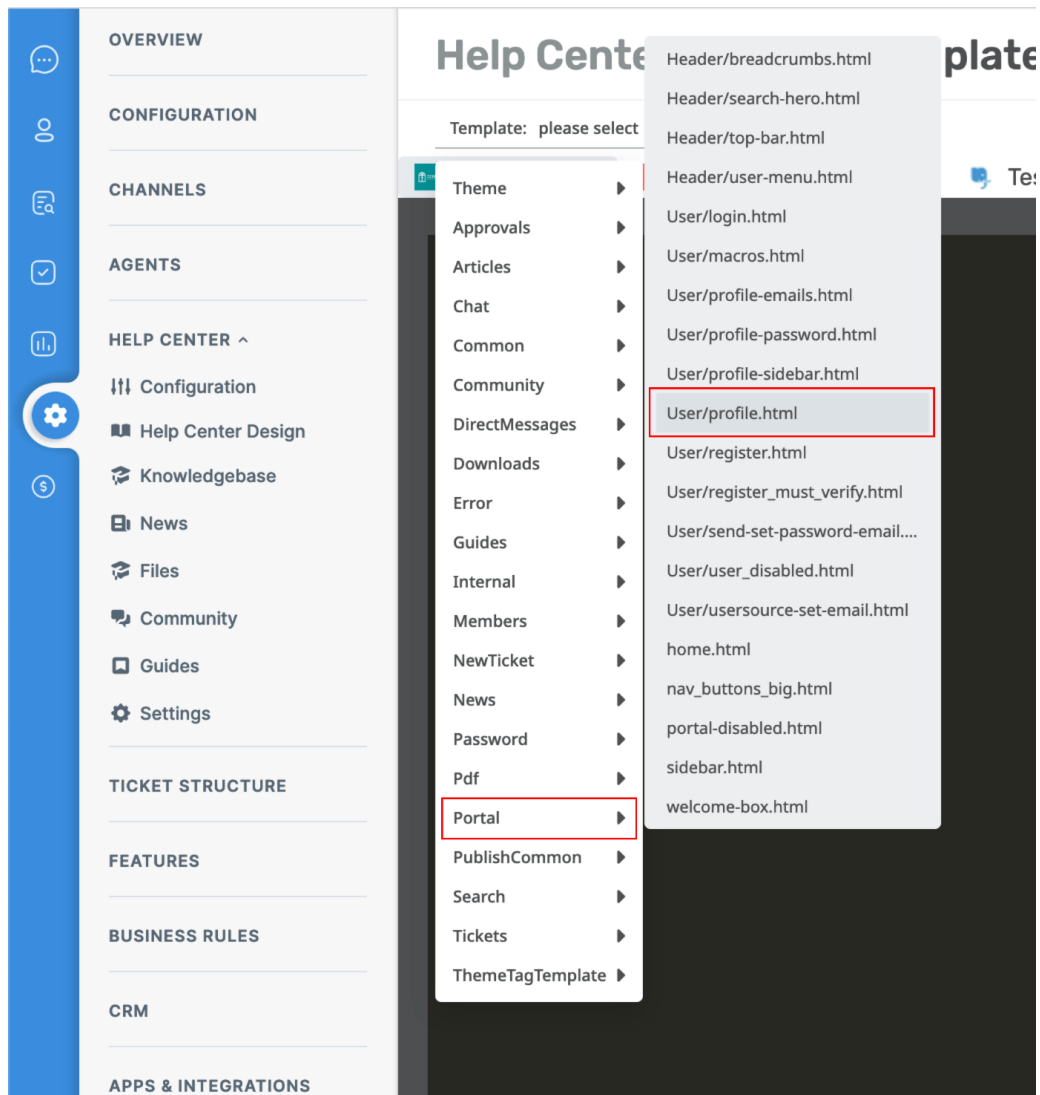 OVERVIEW
CONFIGURATION
CHANNELS
AGENTS
HELP CENTER
Configuration
Help Center Design
Knowledgebase
News
Files
Community
Guides
Settings
TICKET STRUCTURE
FEATURES
BUSINESS RULES
CRM
APPS & INTEGRATIONS
Help Cente plate
Template: please select
Theme
Approvals
Articles
Chat
Common
Community
DirectMessages
Downloads
Error
Guides
Internal
Members
NewTicket
News
Password
Pdf
Portal
PublishCommon
Search
Tickets
ThemeTagTemplate
Header/breadcrumbs.html
Header/search-hero.html
Header/top-bar.html
Header/user-menu.html
User/login.html
User/macros.html
User/profile-emails.html
User/profile-password.html
User/profile-sidebar.html
User/profile.html
User/register.html
User/register_must_verify.html
User/send-set-password-email....
User/user_disabled.html
User/usersource-set-email.html
home.html
nav_buttons_big.html
portal-disabled.html
sidebar.html
welcome-box.html